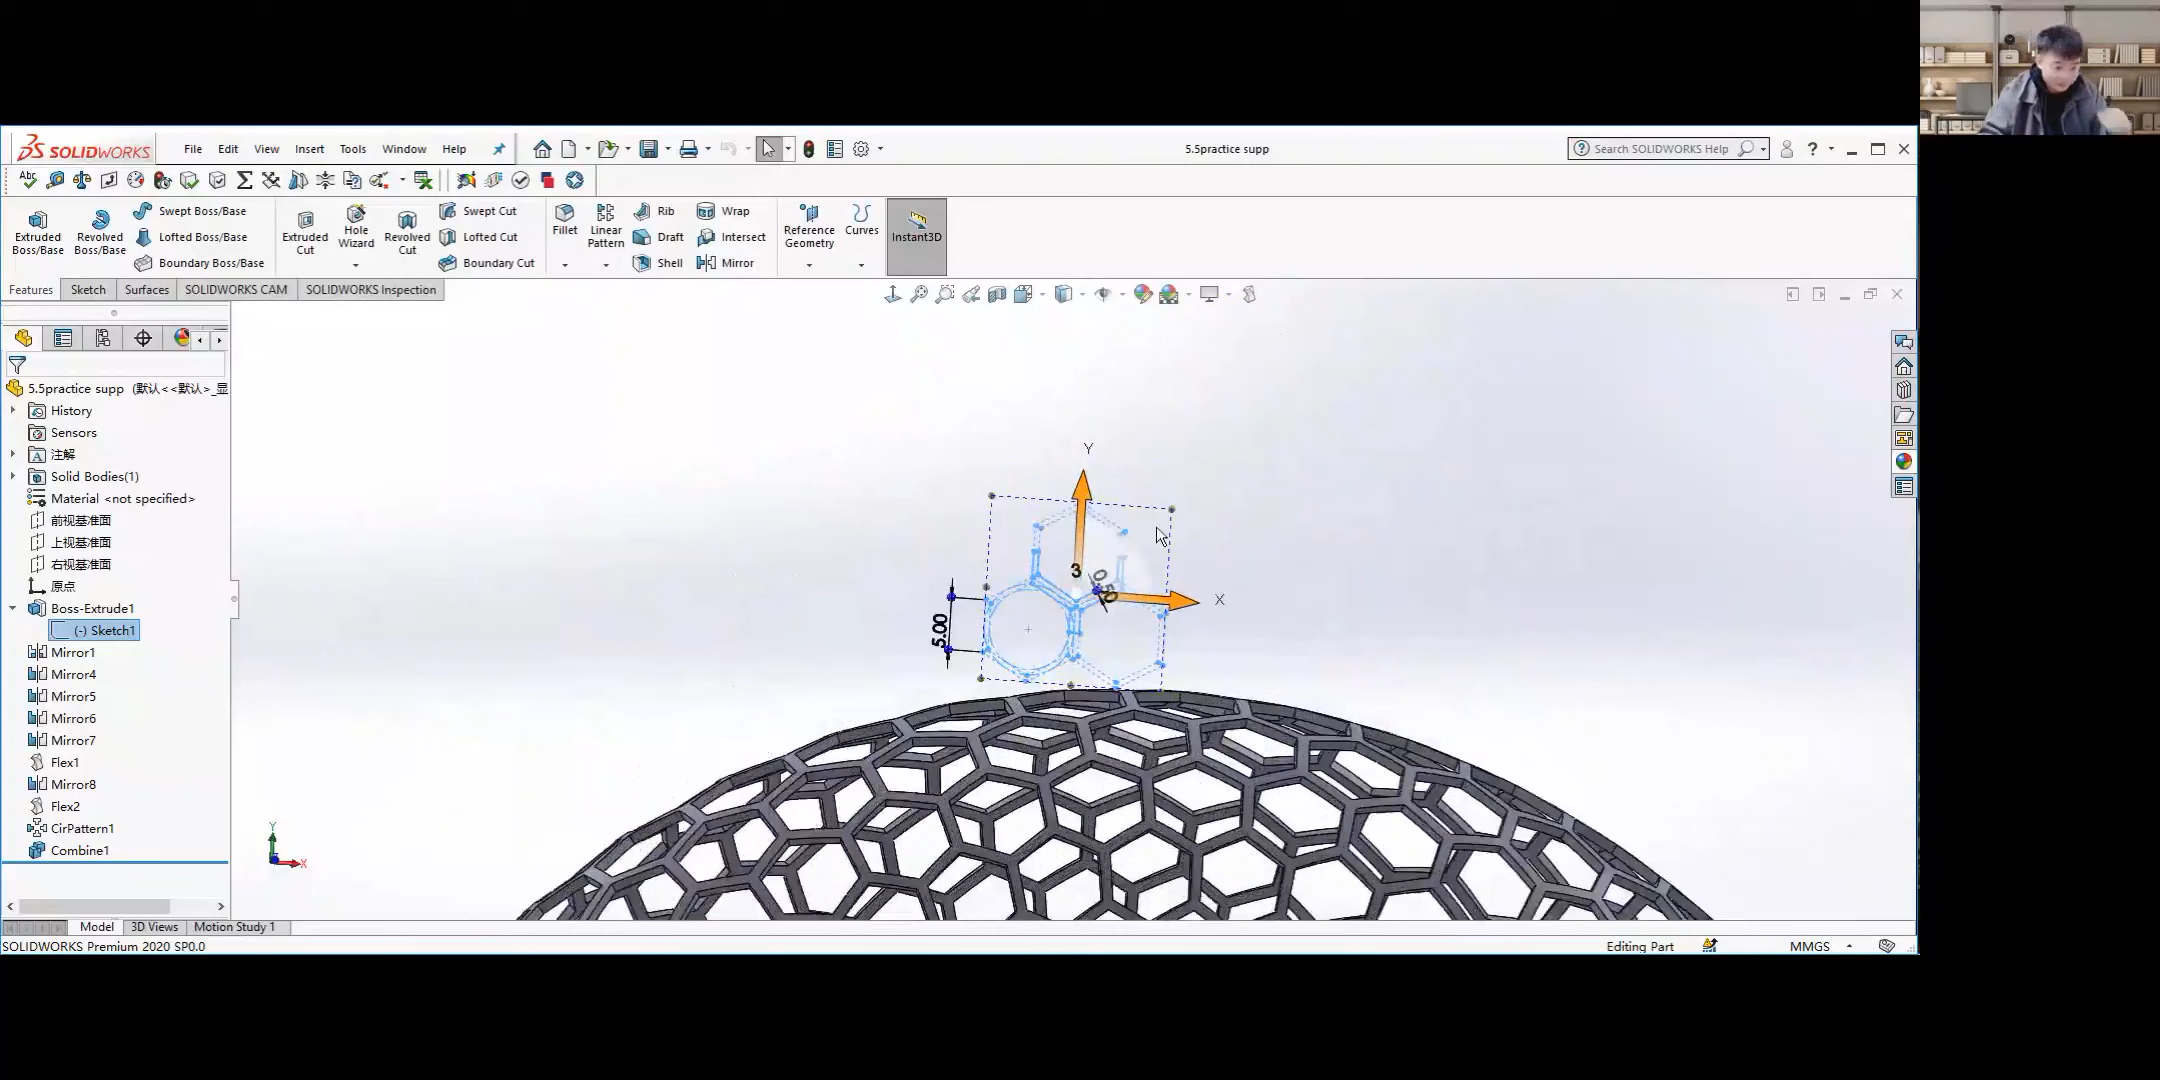 SOLIDWORKS File Edit View Insert Tools Window Help 5.5practice supp Search SOLIDWORKS Help ?
Abc
Extruded Boss/Base
Revolved Boss/Base
Swept Boss/Base
Lofted Boss/Base
Boundary Boss/Base
Extruded Cut
Hole Wizard
Revolved Cut
Swept Cut
Lofted Cut
Boundary Cut
Fillet
Linear Pattern
Rib
Draft
Shell
Wrap
Intersect
Mirror
Reference Geometry
Curves
Instant3D
Features Sketch Surfaces SOLIDWORKS CAM SOLIDWORKS Inspection
5.5practice supp (默认<<默认>_显
History
Sensors
A 注解
Solid Bodies(1)
Material <not specified>
前视基准面
上视基准面
右视基准面
原点
Boss-Extrude1
(-) Sketch1
Mirror1
Mirror4
Mirror5
Mirror6
Mirror7
Flex1
Mirror8
Flex2
CirPattern1
Combine1
Y
X
3
0.50
5.00
Y
X
Model 3D Views Motion Study 1
SOLIDWORKS Premium 2020 SP0.0 Editing Part MMGS